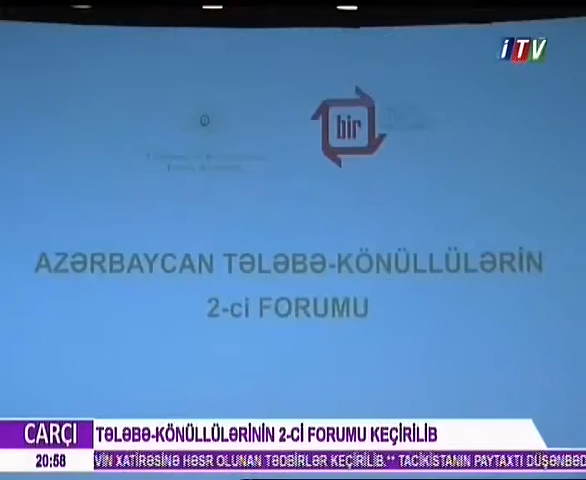 iTV
bir
AZƏRBAYCAN TƏLƏBƏ-KÖNÜLLÜLƏRİN
2-ci FORUMU
CARÇI
TƏLƏBƏ-KÖNÜLLÜLƏRİNİN 2-Cİ FORUMU KEÇİRİLİB
20:58
VİN XATİRƏSİNƏ HƏSR OLUNAN TƏDBİRLƏR KEÇİRİLİB.** TACİKİSTANIN PAYTAXTI DÜŞƏNBƏD